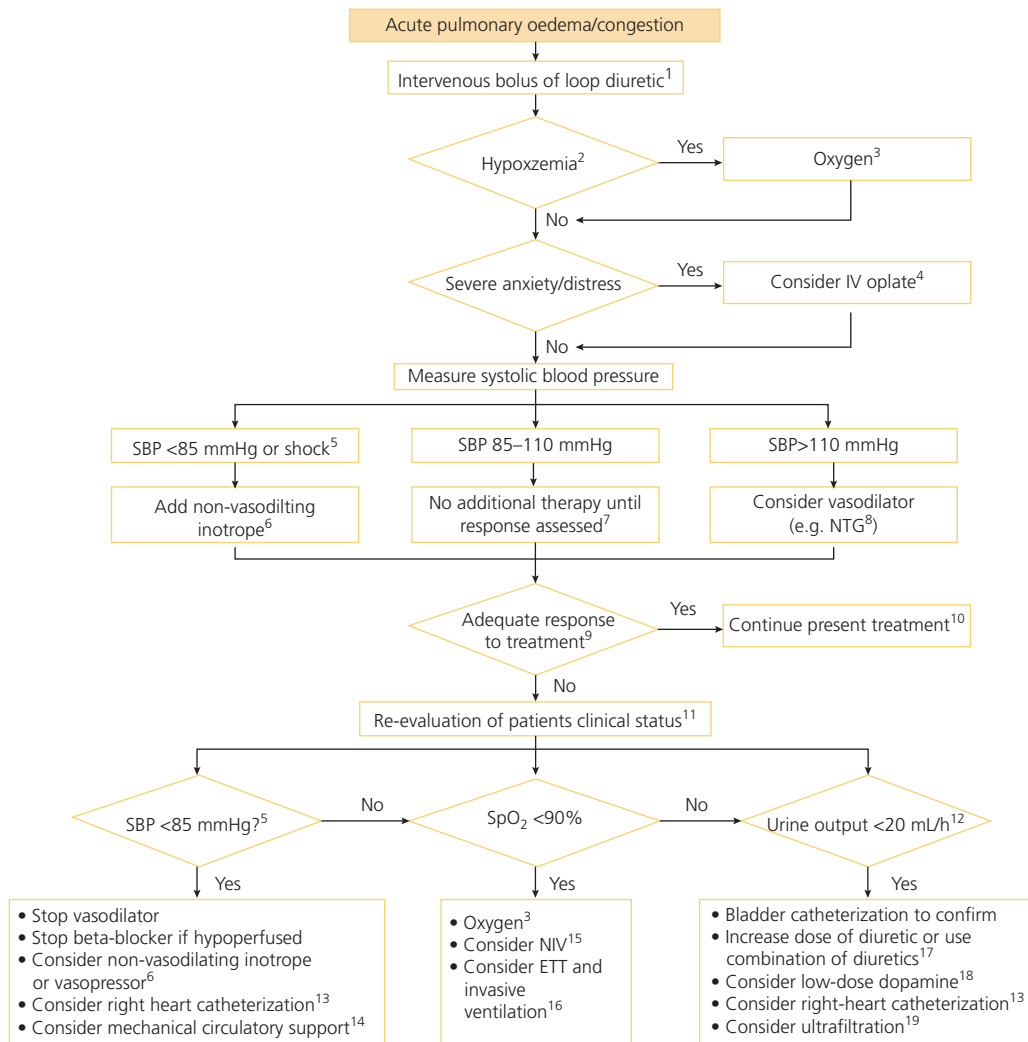 Acute pulmonary oedema/congestion
Intervenous bolus of loop diuretic1
Hypoxzemia2
Yes
Oxygen3
No
Severe anxiety/distress
Yes
Consider IV oplate4
No
Measure systolic blood pressure
SBP <85 mmHg or shock5
SBP 85–110 mmHg
SBP>110 mmHg
Add non-vasodilting
inotrope6
No additional therapy until
response assessed7
Consider vasodilator
(e.g. NTG8)
Adequate response
to treatment9
Yes
Continue present treatment10
No
Re-evaluation of patients clinical status11
SBP <85 mmHg?5
No
SpO2 <90%
No
Urine output <20 mL/h12
Yes
Yes
Yes
• Stop vasodilator
• Stop beta-blocker if hypoperfused
• Consider non-vasodilating inotrope
or vasopressor6
• Consider right heart catheterization13
• Consider mechanical circulatory support14
• Oxygen3
• Consider NIV15
• Consider ETT and
invasive
ventilation16
• Bladder catheterization to confirm
• Increase dose of diuretic or use
combination of diuretics17
• Consider low-dose dopamine18
• Consider right-heart catheterization13
• Consider ultrafiltration19